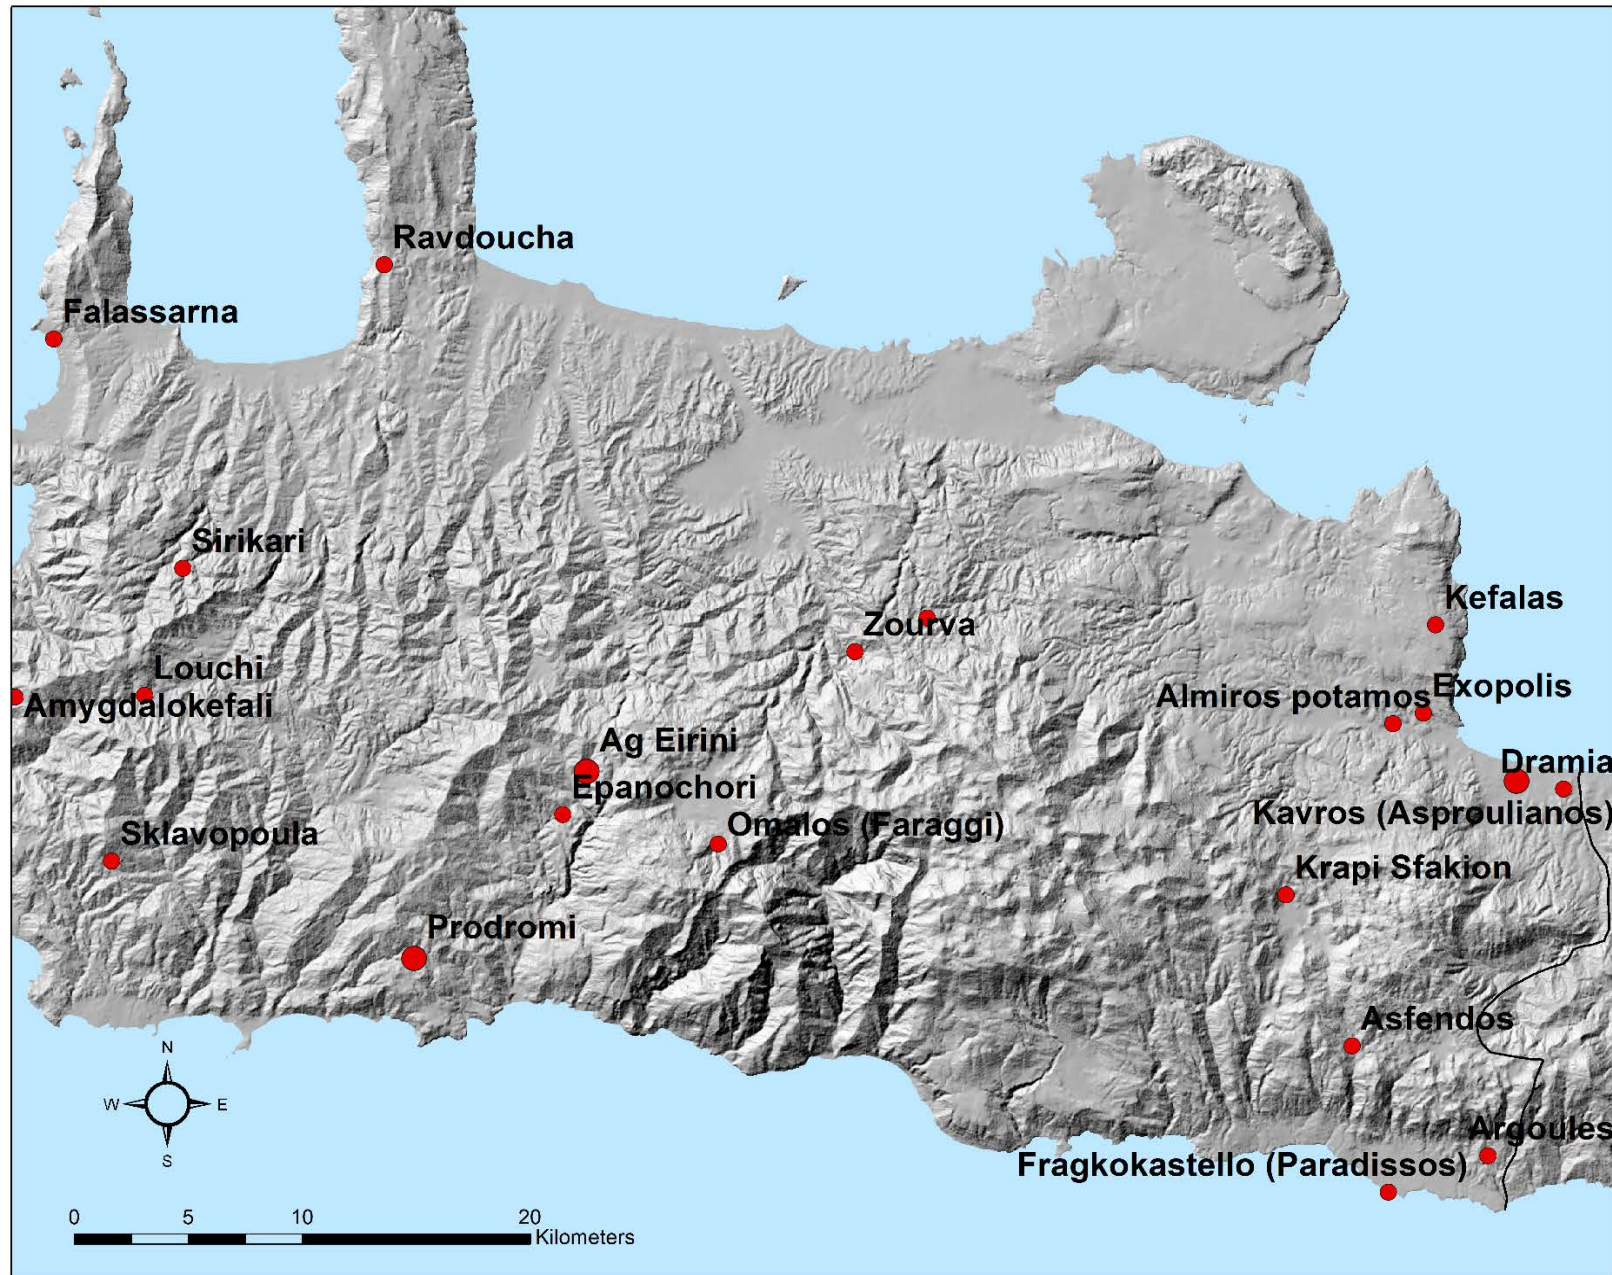 Ravdoucha
Falassarna
Sirikari
Kefalas
Zourva
Louchi
Exopolis
Almiros potamos
Amygdalokefali
Ag Eirini
Dramia
Epanochori
Kavros (Asproulianos)
Omalos (Faraggi)
Sklavopoula
Krapi Sfakion
Prodromi
Asfendos
N
W E
S
Argoules
Fragkokastello (Paradissos)
0 5 10 20
Kilometers